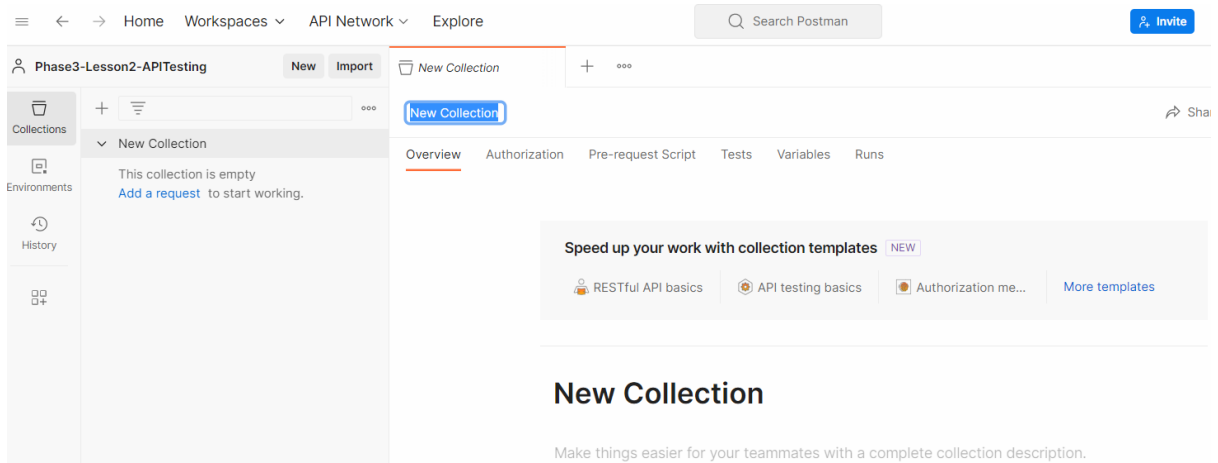 Home Workspaces API Network Explore Search Postman Invite
Phase3-Lesson2-APITesting New Import New Collection
Collections
New Collection
Shar
New Collection
Overview Authorization Pre-request Script Tests Variables Runs
This collection is empty
Add a request to start working.
Environments
History
Speed up your work with collection templates NEW
RESTful API basics API testing basics Authorization me... More templates
New Collection
Make things easier for your teammates with a complete collection description.